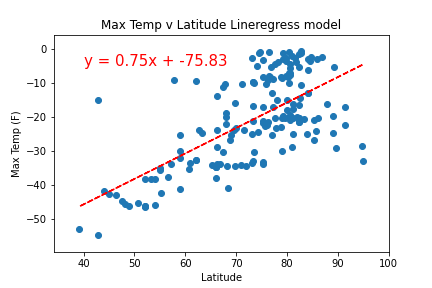 Max Temp v Latitude Lineregress model
y = 0.75x + -75.83
Max Temp (F)
0
−10
−20
−30
−40
−50
40 50 60 70 80 90 100
Latitude